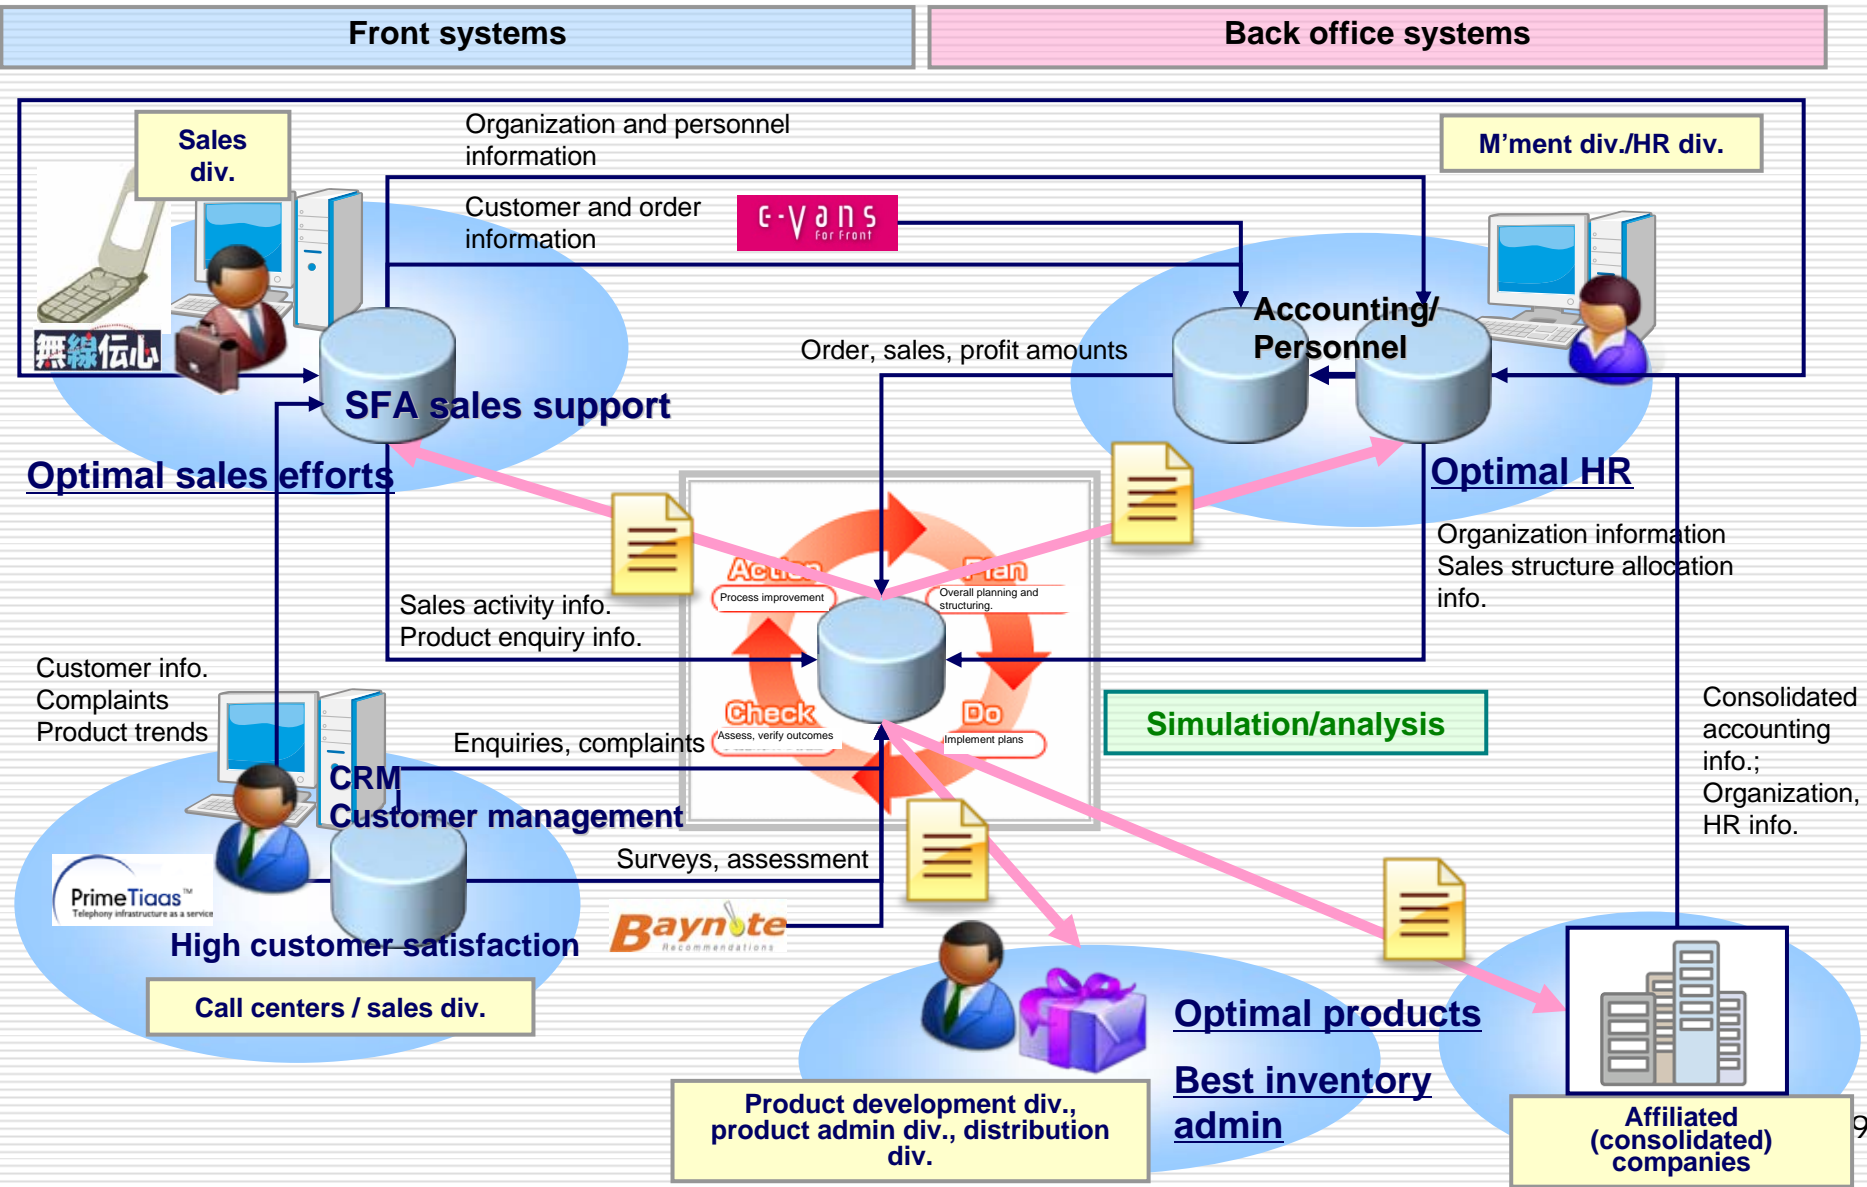 Front systems
Back office systems
Sales
div.
Organization and personnel
information
M'ment div./HR div.
Customer and order
information
e-vans
For Front
無線伝心
Accounting/
Personnel
Order, sales, profit amounts
SFA sales support
Optimal sales efforts
Optimal HR
Organization information
Sales structure allocation
info.
Action
Process improvement
Plan
Overall planning and
structuring.
Sales activity info.
Product enquiry info.
Customer info.
Complaints
Product trends
Check
Assess, verify outcomes
Do
Implement plans
Simulation/analysis
Consolidated
accounting
info.;
Organization,
HR info.
Enquiries, complaints
CRM
Customer management
Surveys, assessment
PrimeTiaas™
Telephony infrastructure as a service
Baynote
Recommendations
High customer satisfaction
Call centers / sales div.
Optimal products
Best inventory
admin
Product development div.,
product admin div., distribution
div.
Affiliated
(consolidated)
companies
9